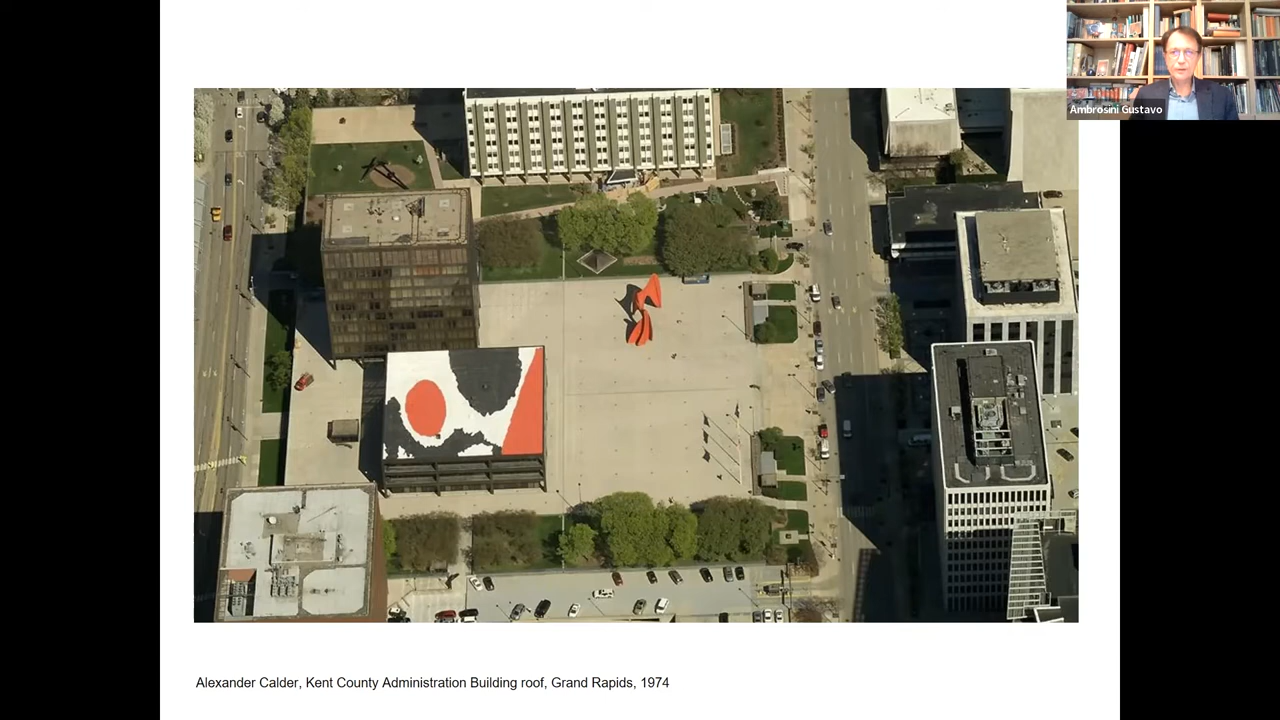 Ambrosini Gustavo
Alexander Calder, Kent County Administration Building roof, Grand Rapids, 1974